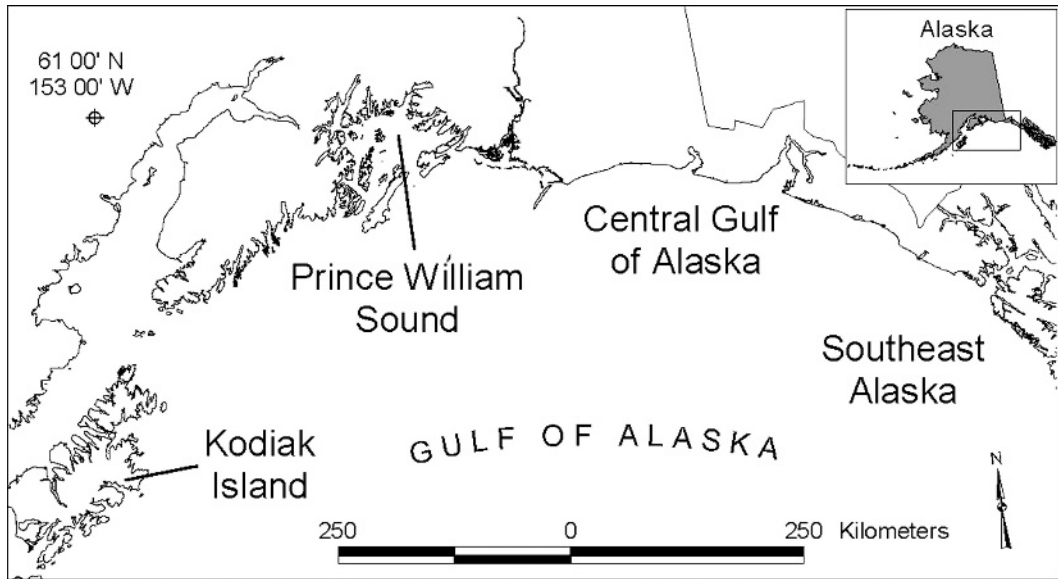 Alaska
61 00' N
153 00' W
Central Gulf
of Alaska
Prince William
Sound
Southeast
Alaska
Kodiak
Island
GULF OF ALASKA
N
250 0 250 Kilometers